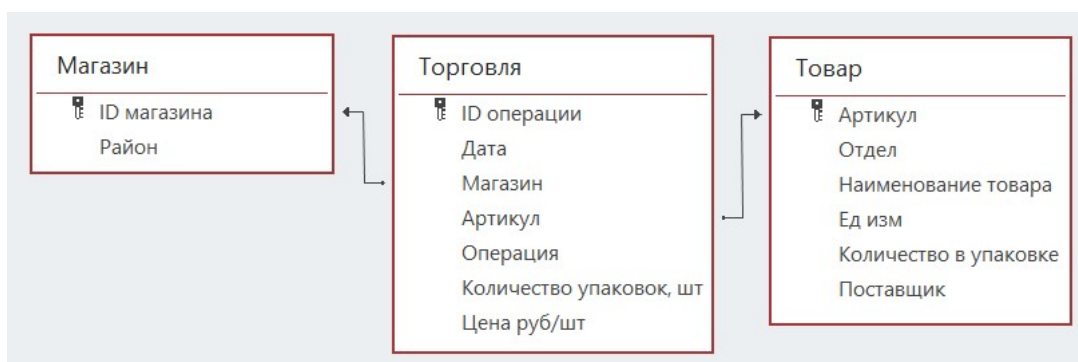 Магазин
ID магазина
Район
Торговля
ID операции
Дата
Магазин
Артикул
Операция
Количество упаковок, шт
Цена руб/шт
Товар
Артикул
Отдел
Наименование товара
Ед изм
Количество в упаковке
Поставщик